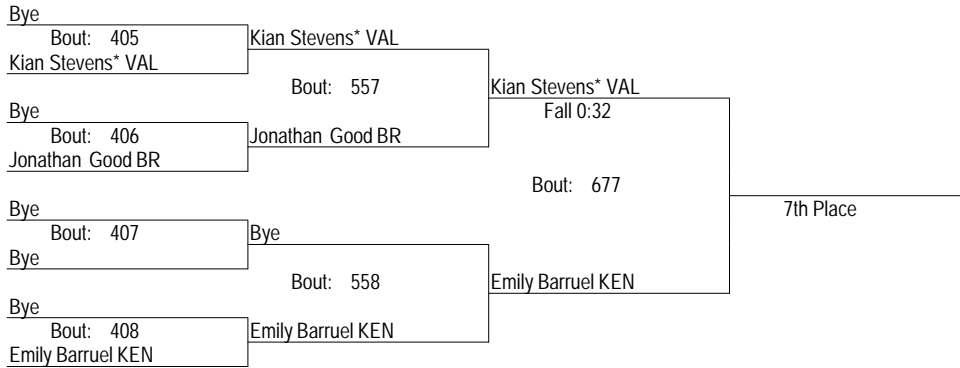 Bye
Bout: 405
Kian Stevens* VAL
Kian Stevens* VAL
Bout: 557
Kian Stevens* VAL
Fall 0:32
Bye
Bout: 406
Jonathan Good BR
Jonathan Good BR
Bout: 677
7th Place
Bye
Bout: 407
Bye
Bye
Bout: 558
Emily Barruel KEN
Bye
Bout: 408
Emily Barruel KEN
Emily Barruel KEN